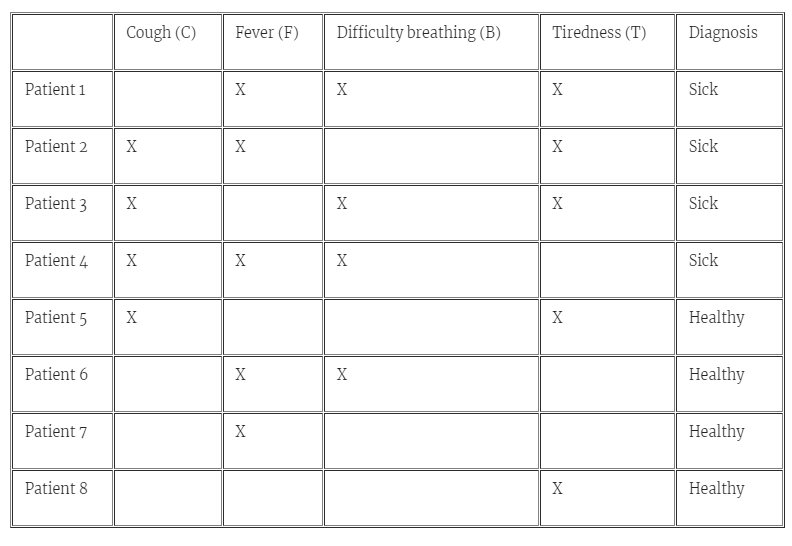 Cough (C) Fever (F) Difficulty breathing (B) Tiredness (T) Diagnosis
Patient 1 X X X Sick
Patient 2 X X X Sick
Patient 3 X X X Sick
Patient 4 X X X Sick
Patient 5 X X Healthy
Patient 6 X X Healthy
Patient 7 X Healthy
Patient 8 X Healthy